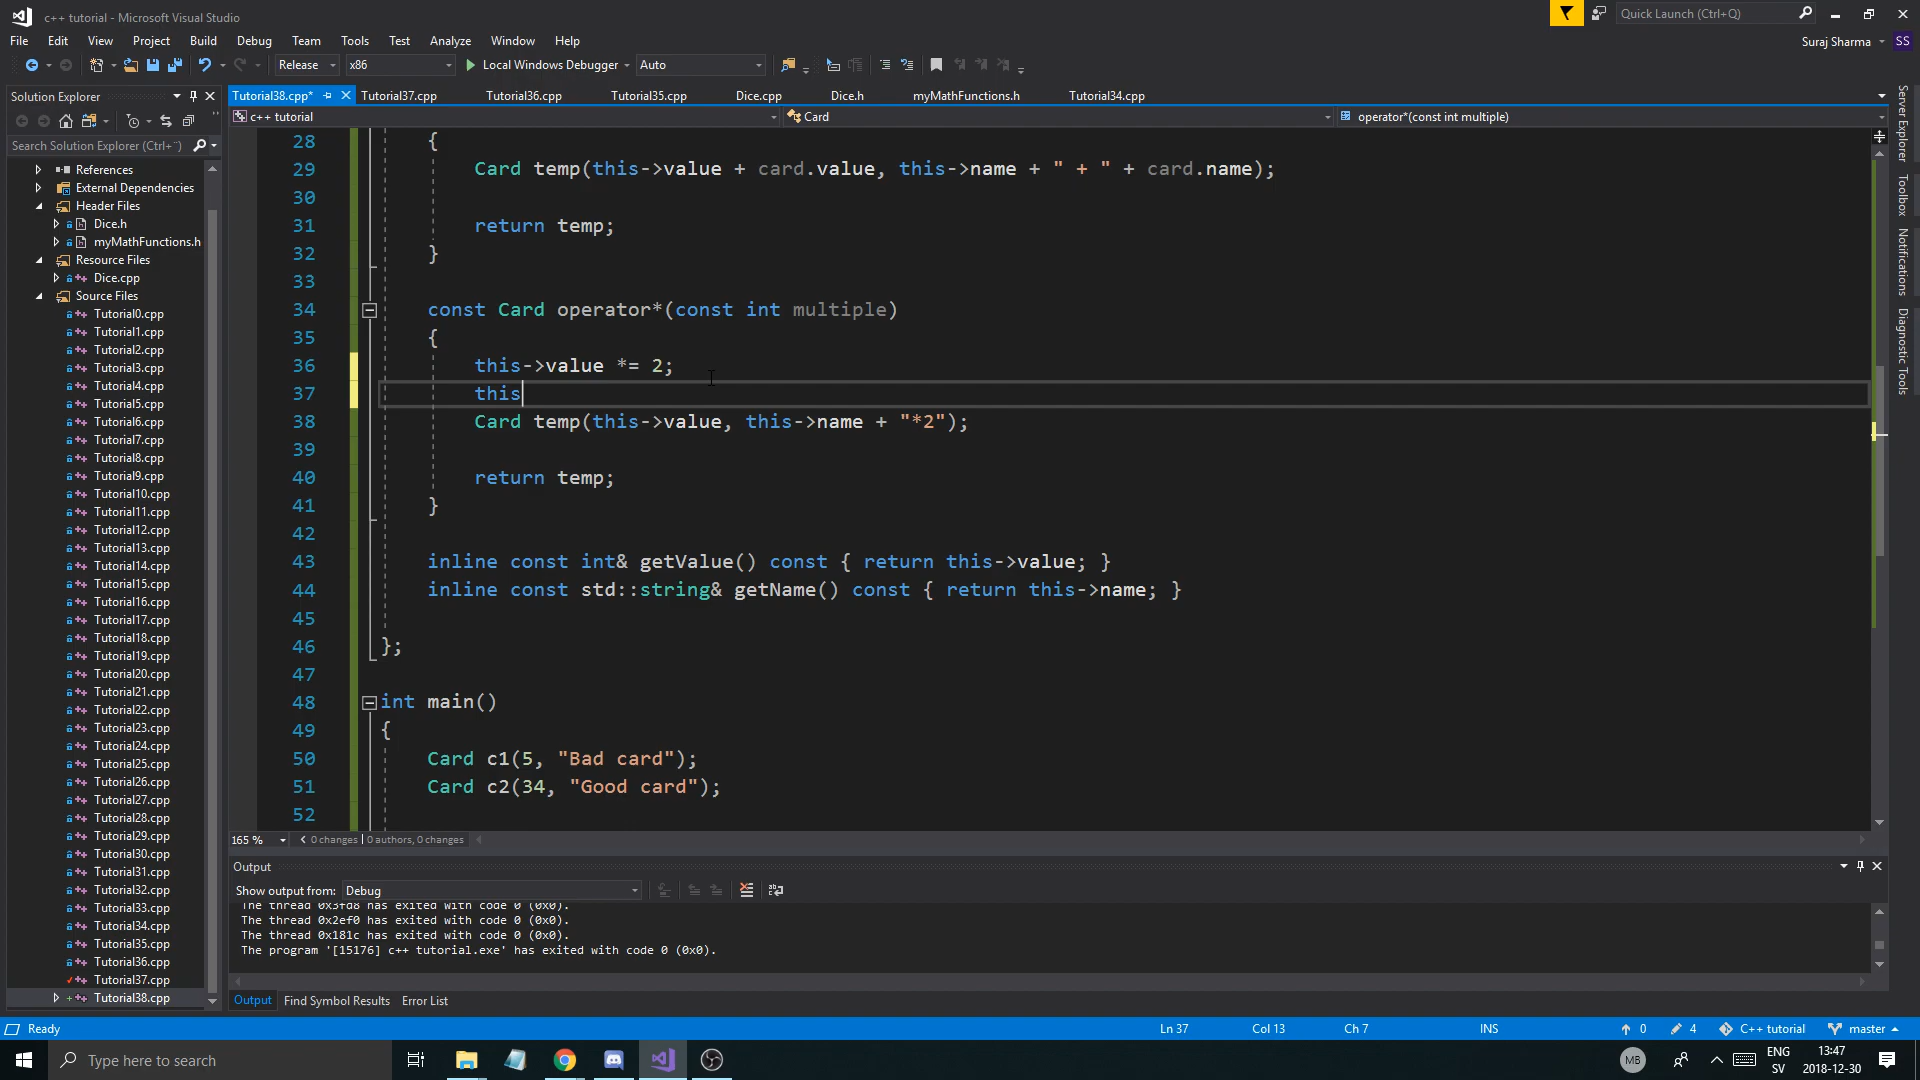 c++ tutorial - Microsoft Visual Studio
Quick Launch (Ctrl+Q)
File Edit View Project Build Debug Team Tools Test Analyze Window Help
Suraj Sharma SS
Release x86 Local Windows Debugger Auto
Solution Explorer
Tutorial38.cpp* Tutorial37.cpp Tutorial36.cpp Tutorial35.cpp Dice.cpp Dice.h myMathFunctions.h Tutorial34.cpp
c++ tutorial Card operator*(const int multiple)
Search Solution Explorer (Ctrl+¨)
References
External Dependencies
Header Files
Dice.h
myMathFunctions.h
Resource Files
Dice.cpp
Source Files
Tutorial0.cpp
Tutorial1.cpp
Tutorial2.cpp
Tutorial3.cpp
Tutorial4.cpp
Tutorial5.cpp
Tutorial6.cpp
Tutorial7.cpp
Tutorial8.cpp
Tutorial9.cpp
Tutorial10.cpp
Tutorial11.cpp
Tutorial12.cpp
Tutorial13.cpp
Tutorial14.cpp
Tutorial15.cpp
Tutorial16.cpp
Tutorial17.cpp
Tutorial18.cpp
Tutorial19.cpp
Tutorial20.cpp
Tutorial21.cpp
Tutorial22.cpp
Tutorial23.cpp
Tutorial24.cpp
Tutorial25.cpp
Tutorial26.cpp
Tutorial27.cpp
Tutorial28.cpp
Tutorial29.cpp
Tutorial30.cpp
Tutorial31.cpp
Tutorial32.cpp
Tutorial33.cpp
Tutorial34.cpp
Tutorial35.cpp
Tutorial36.cpp
Tutorial37.cpp
Tutorial38.cpp
28 {
29 Card temp(this->value + card.value, this->name + " + " + card.name);
30
31 return temp;
32 }
33
34 const Card operator*(const int multiple)
35 {
36 this->value *= 2;
37 this
38 Card temp(this->value, this->name + "*2");
39
40 return temp;
41 }
42
43 inline const int& getValue() const { return this->value; }
44 inline const std::string& getName() const { return this->name; }
45
46 };
47
48 int main()
49 {
50 Card c1(5, "Bad card");
51 Card c2(34, "Good card");
52
165 % 0 changes | 0 authors, 0 changes
Server Explorer
Toolbox
Notifications
Diagnostic Tools
Output
Show output from: Debug
The thread 0x3fd8 has exited with code 0 (0x0).
The thread 0x2ef0 has exited with code 0 (0x0).
The thread 0x181c has exited with code 0 (0x0).
The program '[15176] c++ tutorial.exe' has exited with code 0 (0x0).
Output Find Symbol Results Error List
Ready Ln 37 Col 13 Ch 7 INS 0 4 C++ tutorial master
Type here to search
MB ENG SV 13:47 2018-12-30